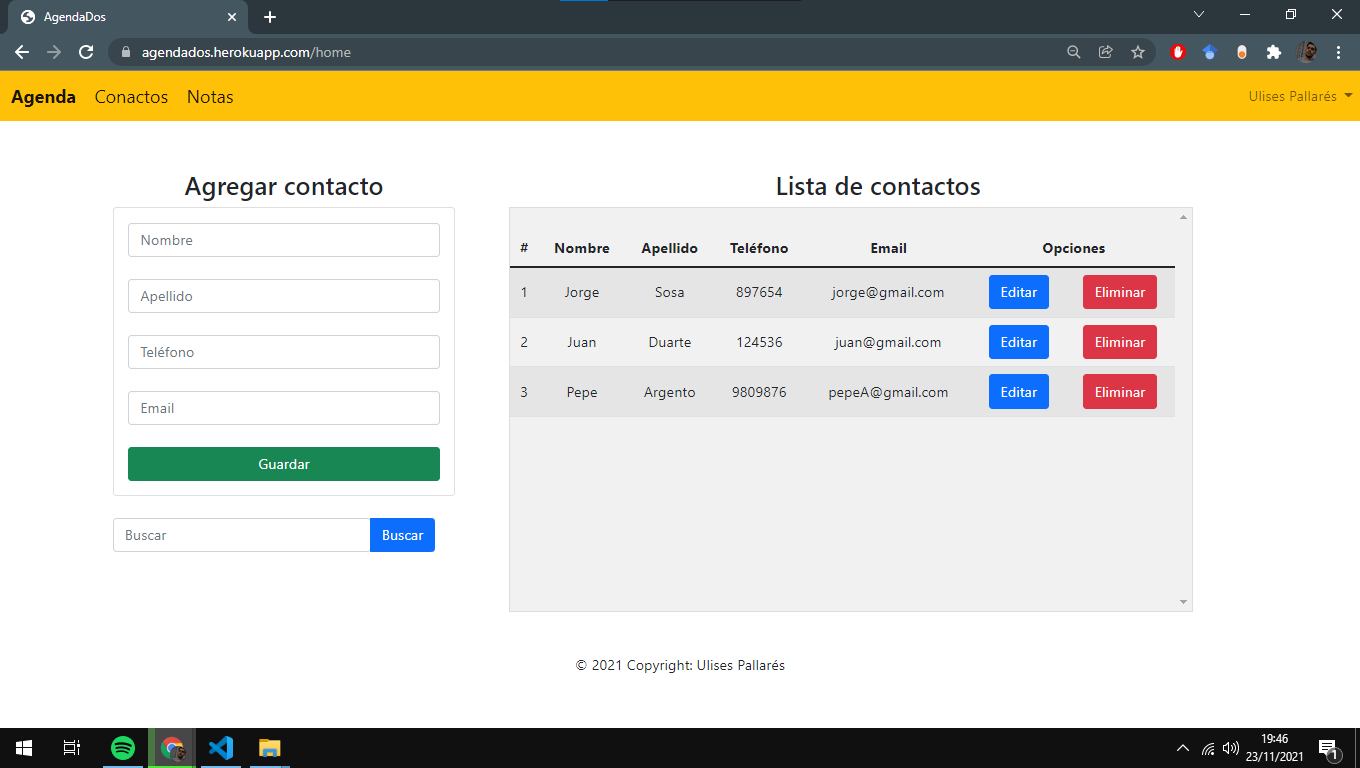 AgendaDos
agendados.herokuapp.com/home
Agenda Conactos Notas Ulises Pallarés
Agregar contacto
Nombre
Apellido
Teléfono
Email
Guardar
Buscar Buscar
Lista de contactos
# Nombre Apellido Teléfono Email Opciones
1 Jorge Sosa 897654 jorge@gmail.com Editar Eliminar
2 Juan Duarte 124536 juan@gmail.com Editar Eliminar
3 Pepe Argento 9809876 pepeA@gmail.com Editar Eliminar
© 2021 Copyright: Ulises Pallarés
19:46
23/11/2021
1